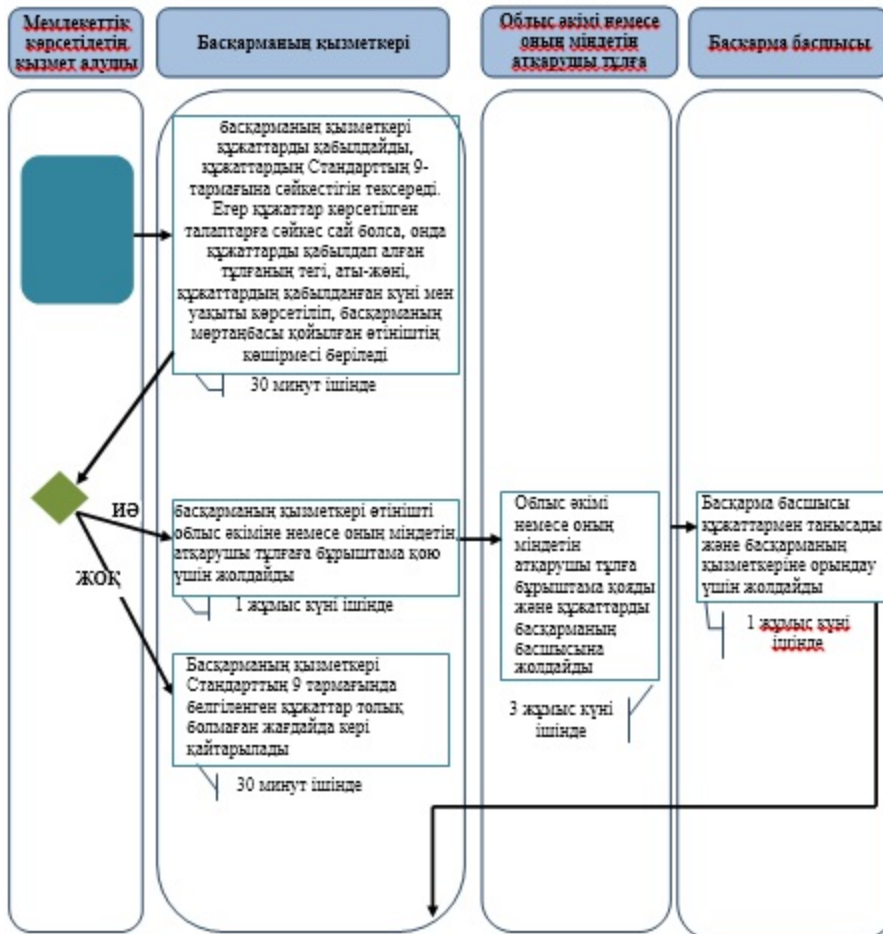 Мемлекеттік
көрсетілетін
қызмет алушы
Басқарманың қызметкері
Облыс әкімі немесе
оның міндетін
атқарушы тұлға
Басқарма басшысы
басқарманың қызметкері
құжаттарды қабылдайды,
құжаттардың Стандарттың 9-
тармағына сәйкестігін тексереді.
Егер құжаттар көрсетілген
талаптарға сәйкес сай болса, онда
құжаттарды қабылдап алған
тұлғаның тегі, аты-жөні,
құжаттардың қабылданған күні мен
уақыты көрсетіліп, басқарманың
мөртаңбасы қойылған өтініштің
көшірмесі беріледі
30 минут ішінде
иә
жоқ
басқарманың қызметкері өтінішті
облыс әкіміне немесе оның міндетін
атқарушы тұлғаға бұрыштама қою
үшін жолдайды
1 жұмыс күні ішінде
Басқарманың қызметкері
Стандарттың 9 тармағында
белгіленген құжаттар толық
болмаған жағдайда кері
қайтарылады
30 минут ішінде
Облыс әкімі
немесе оның
міндетін
атқарушы тұлға
бұрыштама қояды
және құжаттарды
басқарманың
басшысына
жолдайды
3 жұмыс күні
ішінде
Басқарма басшысы
құжаттармен танысады
және басқарманың
қызметкеріне орындау
үшін жолдайды
1 жұмыс күні
ішінде